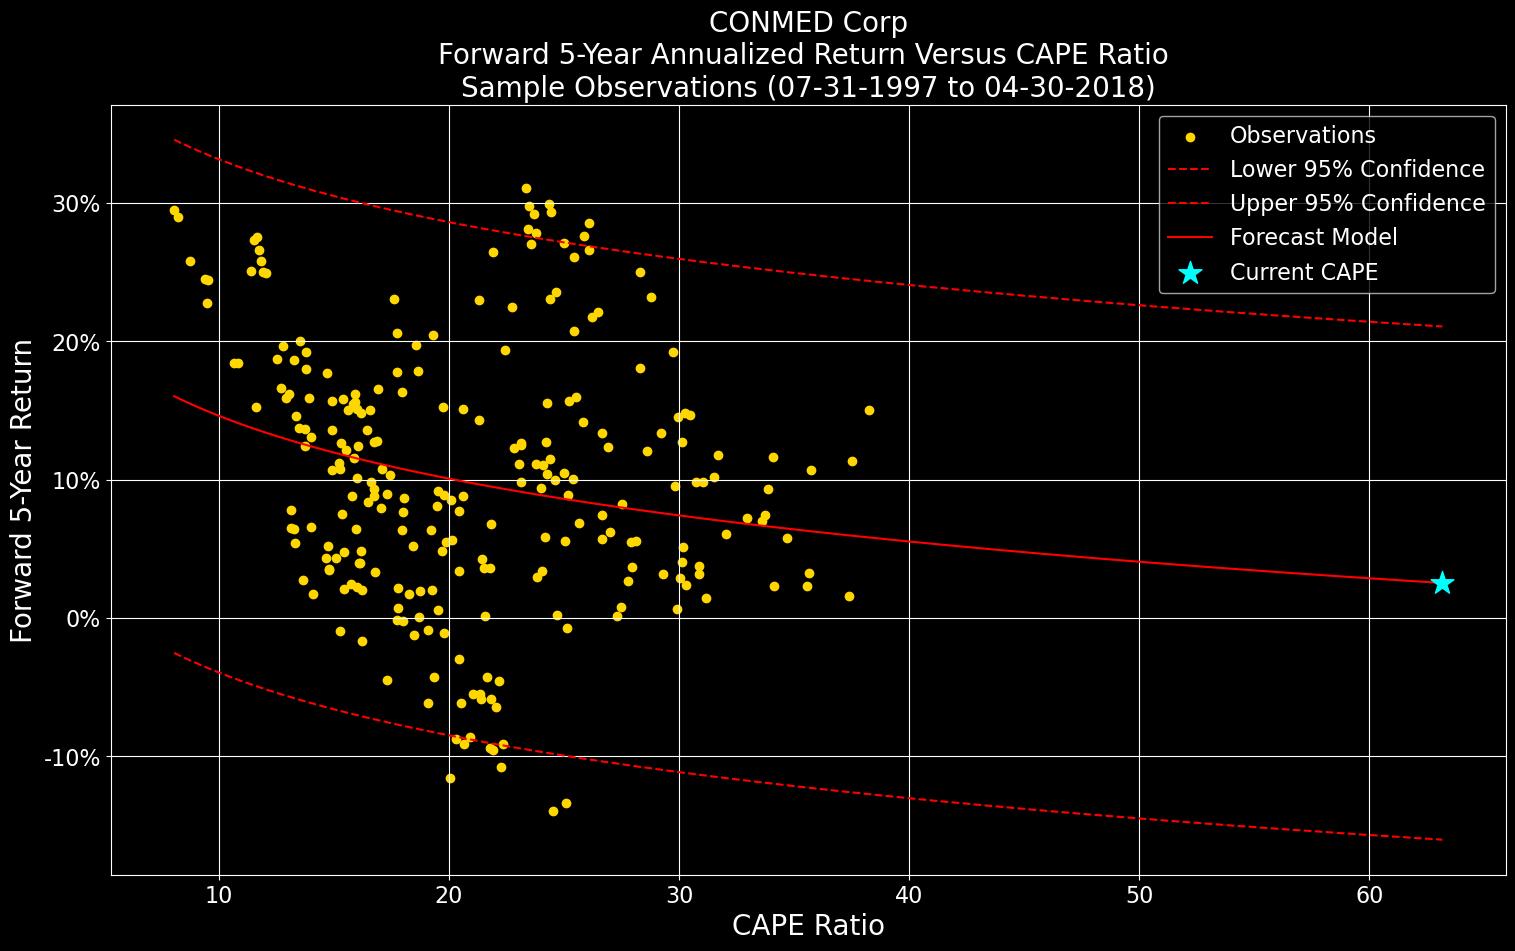 CONMED Corp
Forward 5-Year Annualized Return Versus CAPE Ratio
Sample Observations (07-31-1997 to 04-30-2018)
Observations
Lower 95% Confidence
Upper 95% Confidence
Forecast Model
Current CAPE
Forward 5-Year Return
30%
20%
10%
0%
-10%
10 20 30 40 50 60
CAPE Ratio